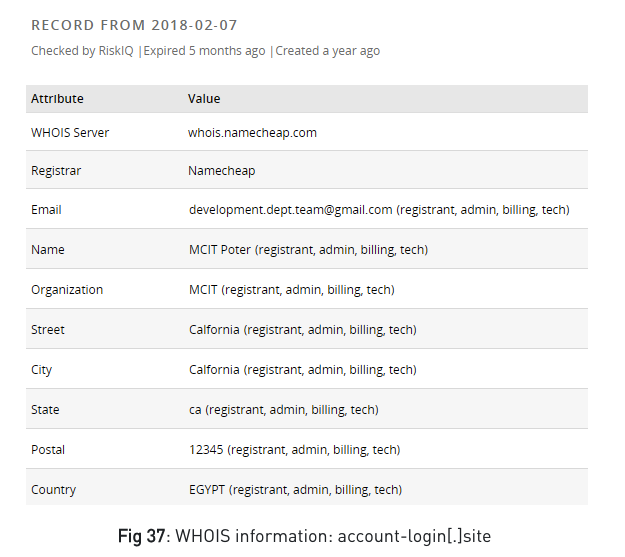 RECORD FROM 2018-02-07
Checked by RiskIQ |Expired 5 months ago |Created a year ago
Attribute Value
WHOIS Server whois.namecheap.com
Registrar Namecheap
Email development.dept.team@gmail.com (registrant, admin, billing, tech)
Name MCIT Poter (registrant, admin, billing, tech)
Organization MCIT (registrant, admin, billing, tech)
Street Calfornia (registrant, admin, billing, tech)
City Calfornia (registrant, admin, billing, tech)
State ca (registrant, admin, billing, tech)
Postal 12345 (registrant, admin, billing, tech)
Country EGYPT (registrant, admin, billing, tech)
Fig 37: WHOIS information: account-login[.]site